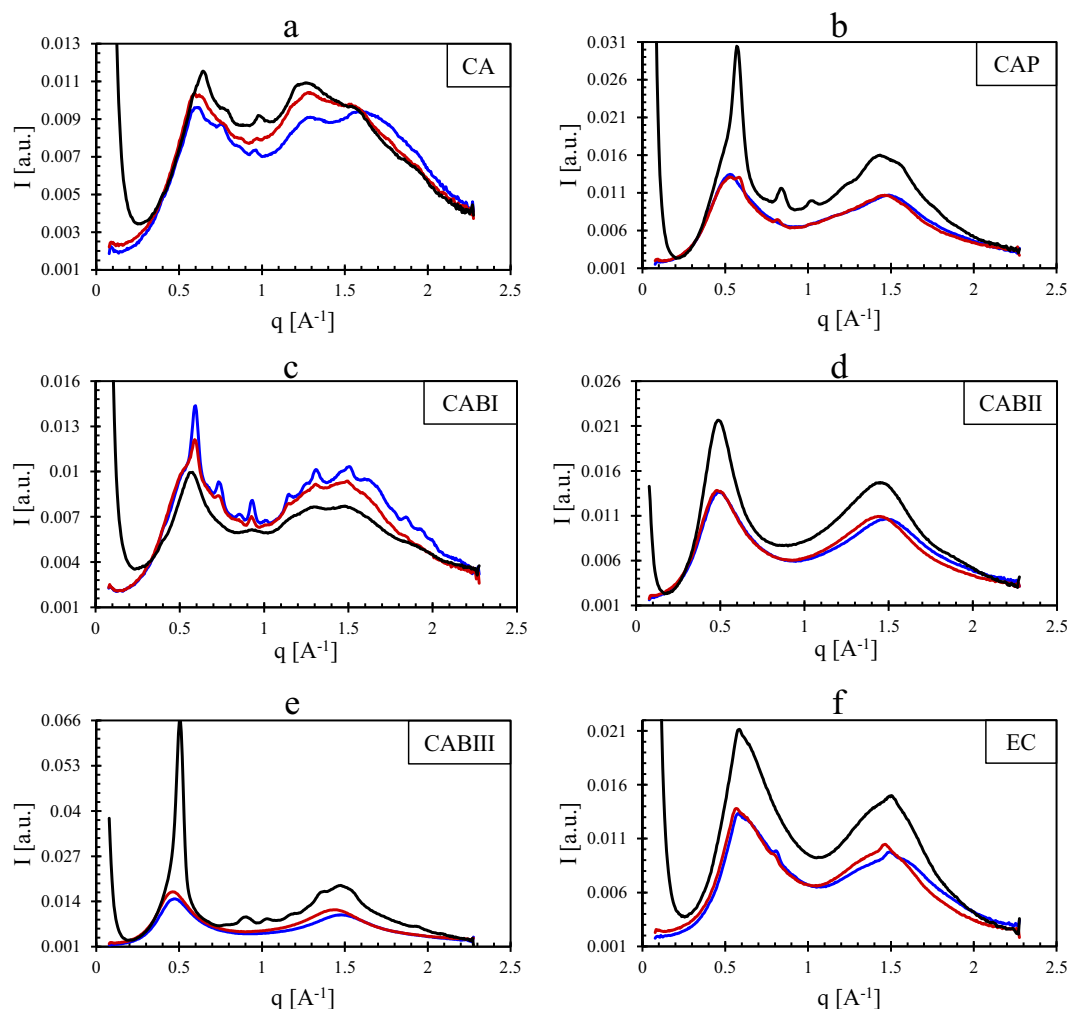 a
CA
I [a.u.]
0.013
0.011
0.009
0.007
0.005
0.003
0.001
0 0.5 1 1.5 2 2.5
q [A⁻¹]
b
CAP
I [a.u.]
0.031
0.026
0.021
0.016
0.011
0.006
0.001
0 0.5 1 1.5 2 2.5
q [A⁻¹]
c
CABI
I [a.u.]
0.016
0.013
0.01
0.007
0.004
0.001
0 0.5 1 1.5 2 2.5
q [A⁻¹]
d
CABII
I [a.u.]
0.026
0.021
0.016
0.011
0.006
0.001
0 0.5 1 1.5 2 2.5
q [A⁻¹]
e
CABIII
I [a.u.]
0.066
0.053
0.04
0.027
0.014
0.001
0 0.5 1 1.5 2 2.5
q [A⁻¹]
f
EC
I [a.u.]
0.021
0.016
0.011
0.006
0.001
0 0.5 1 1.5 2 2.5
q [A⁻¹]